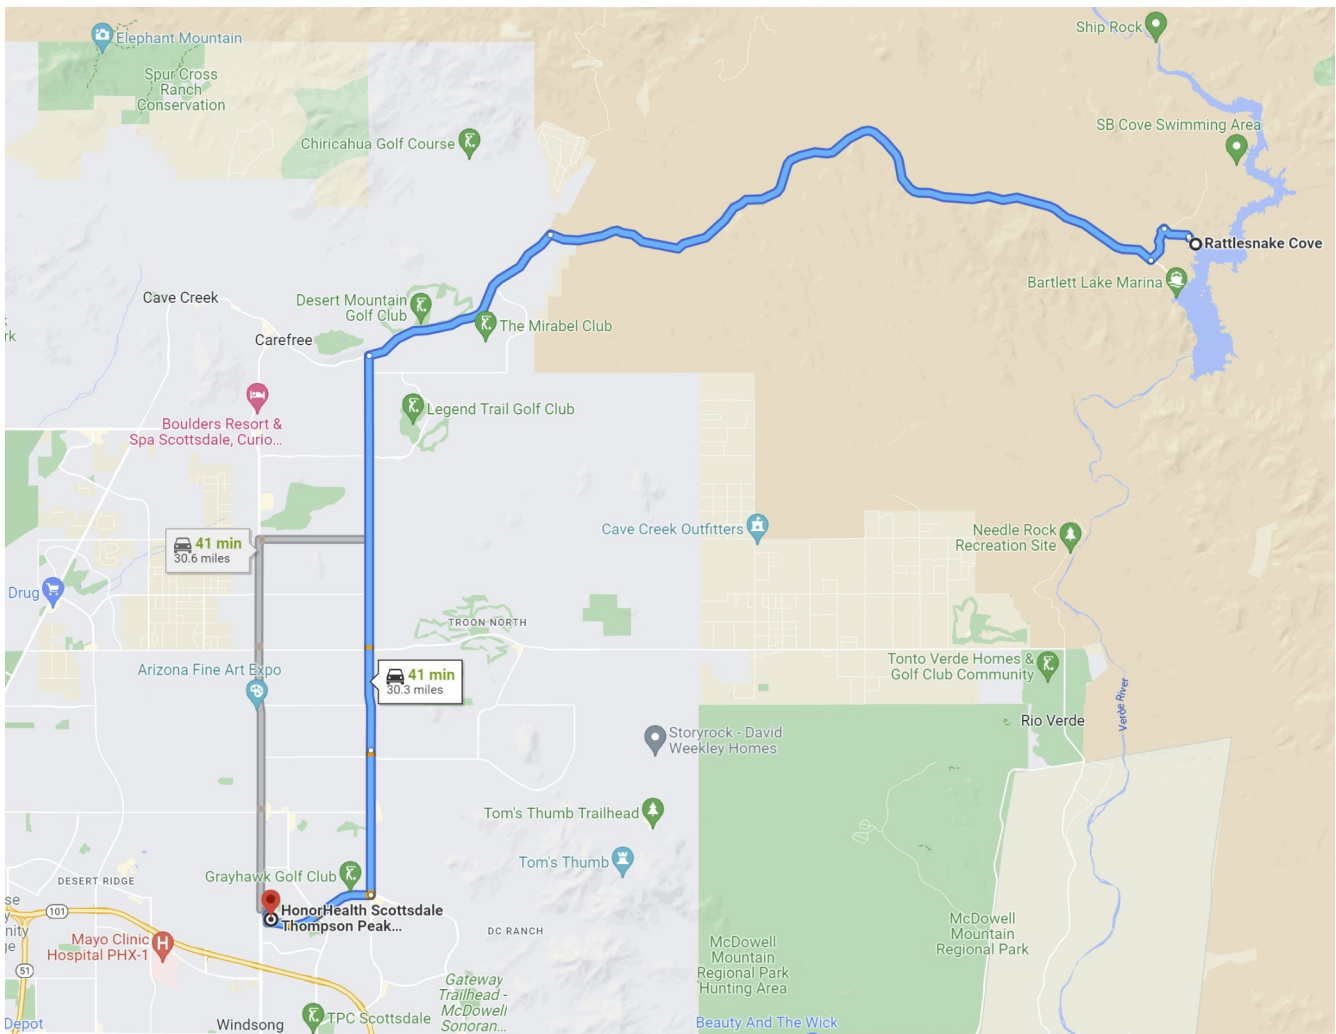 Ship Rock
Elephant Mountain
Spur Cross
Ranch
Conservation
SB Cove Swimming Area
Chiricahua Golf Course
Rattlesnake Cove
Bartlett Lake Marina
Cave Creek
Desert Mountain
Golf Club
The Mirabel Club
rk
Carefree
Legend Trail Golf Club
Boulders Resort &
Spa Scottsdale, Curio...
41 min
30.6 miles
Cave Creek Outfitters
Needle Rock
Recreation Site
Drug
TROON NORTH
Arizona Fine Art Expo
41 min
30.3 miles
Tonto Verde Homes &
Golf Club Community
Verde River
Rio Verde
Storyrock - David
Weekley Homes
Tom's Thumb Trailhead
Tom's Thumb
Grayhawk Golf Club
DESERT RIDGE
101
HonorHealth Scottsdale
Thompson Peak...
DC RANCH
McDowell
Mountain
Regional Park
Mayo Clinic
Hospital PHX-1
H
McDowell
Mountain
Regional Park
Hunting Area
51
Gateway
Trailhead -
McDowell
Sonoran...
TPC Scottsdale
Depot
Windsong
Beauty And The Wick